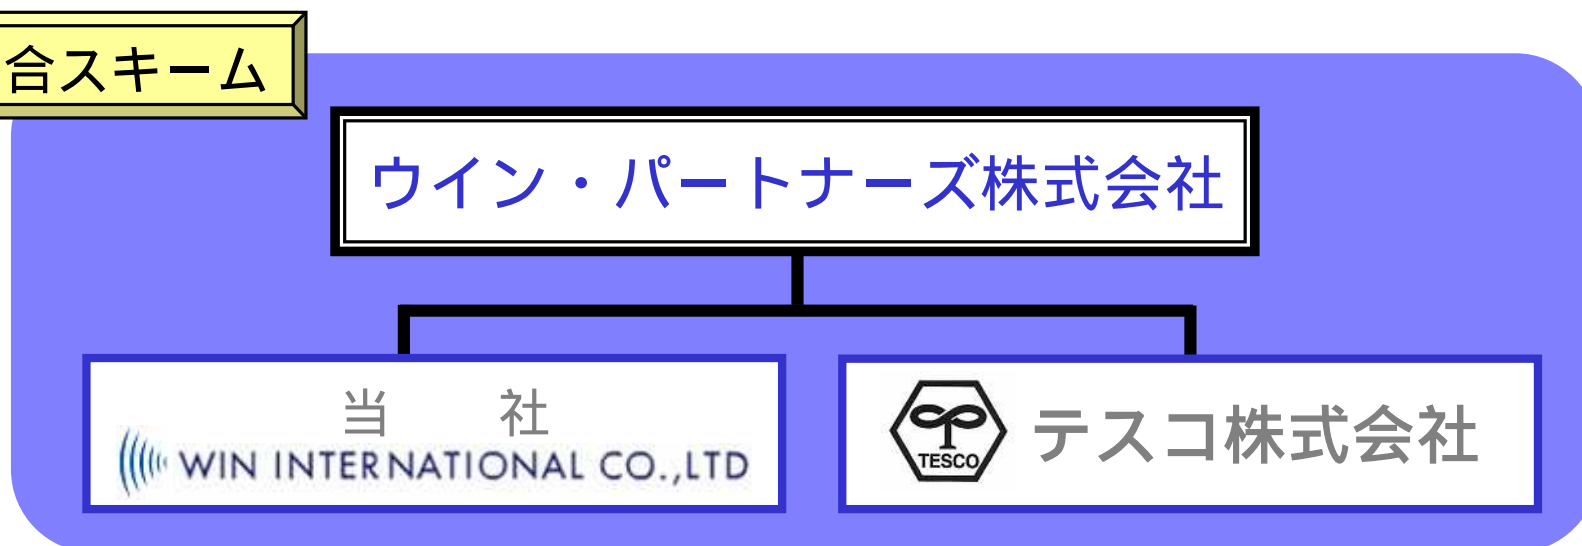 合スキーム
ウイン・パートナーズ株式会社
当　　社
WIN INTERNATIONAL CO.,LTD
TESCO
テスコ株式会社